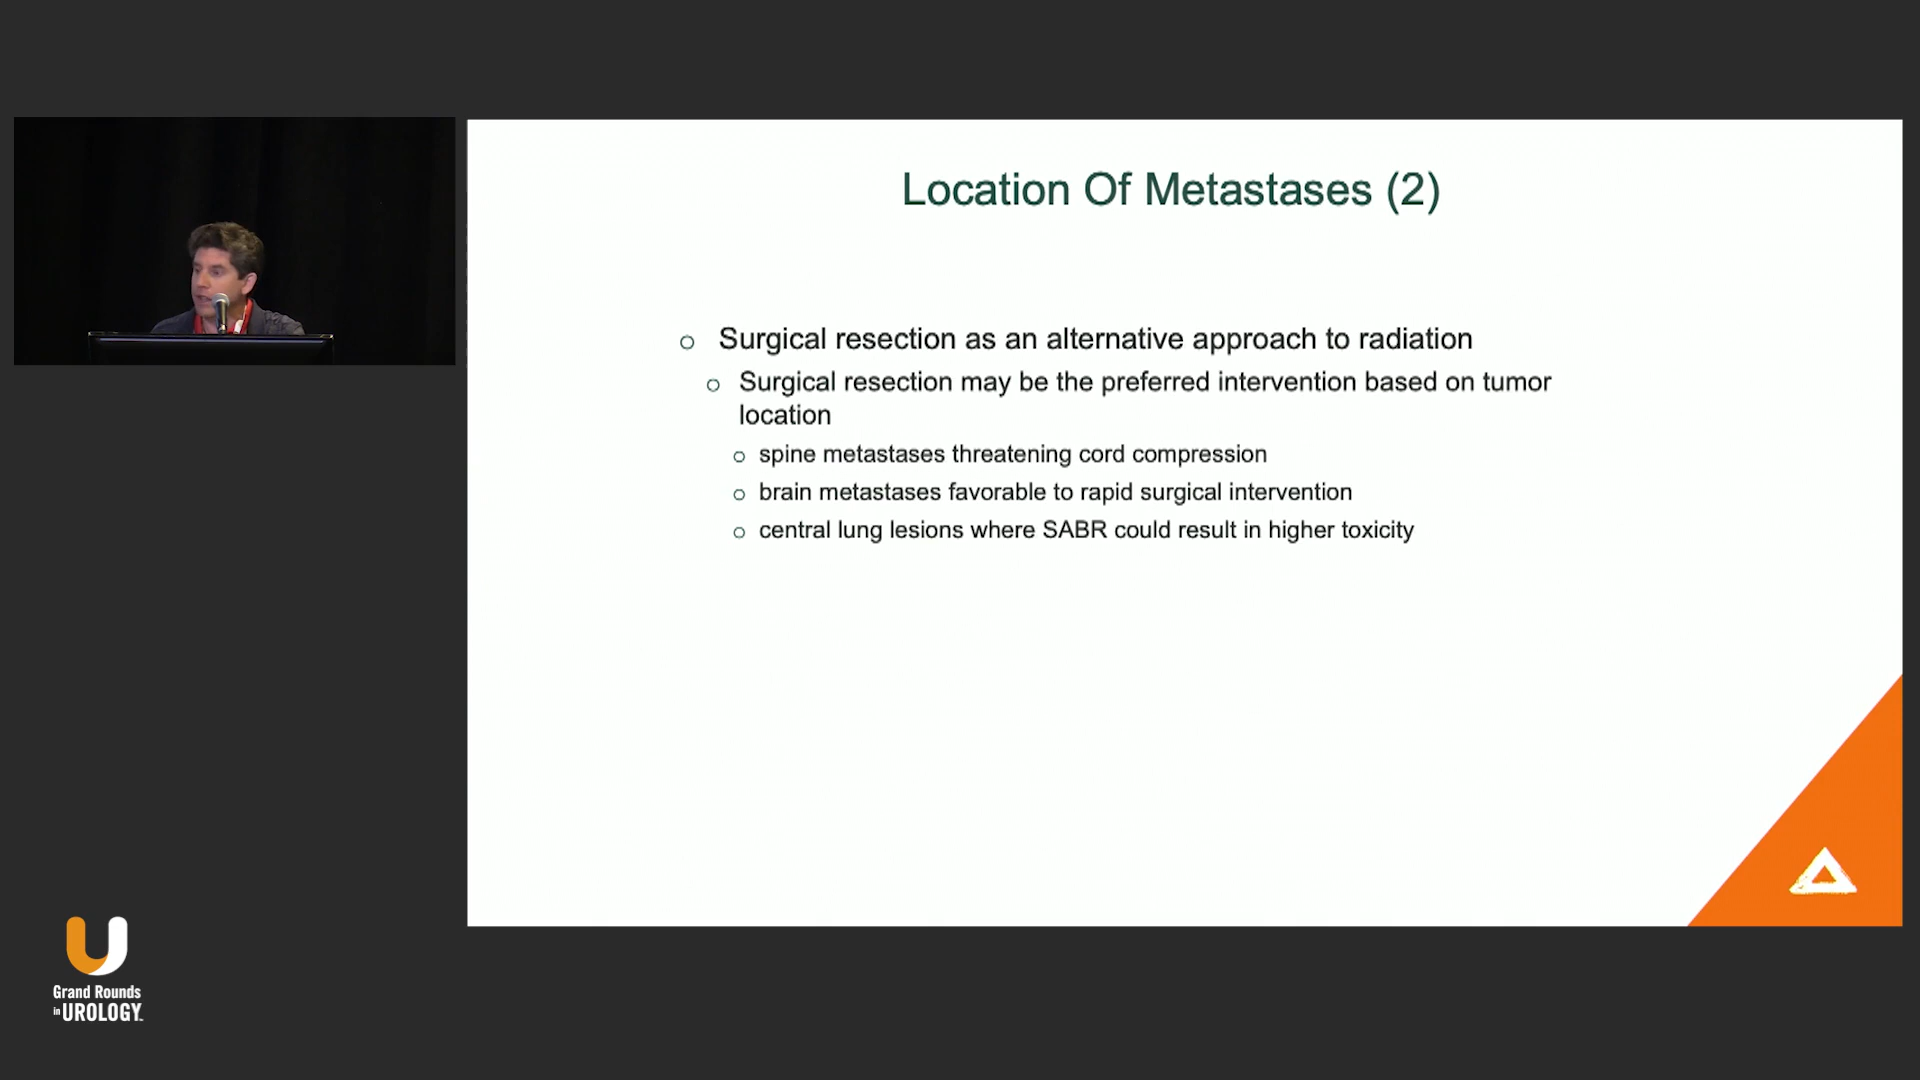 Location Of Metastases (2)
Surgical resection as an alternative approach to radiation
Surgical resection may be the preferred intervention based on tumor
location
spine metastases threatening cord compression
brain metastases favorable to rapid surgical intervention
central lung lesions where SABR could result in higher toxicity
Grand Rounds
in UROLOGY